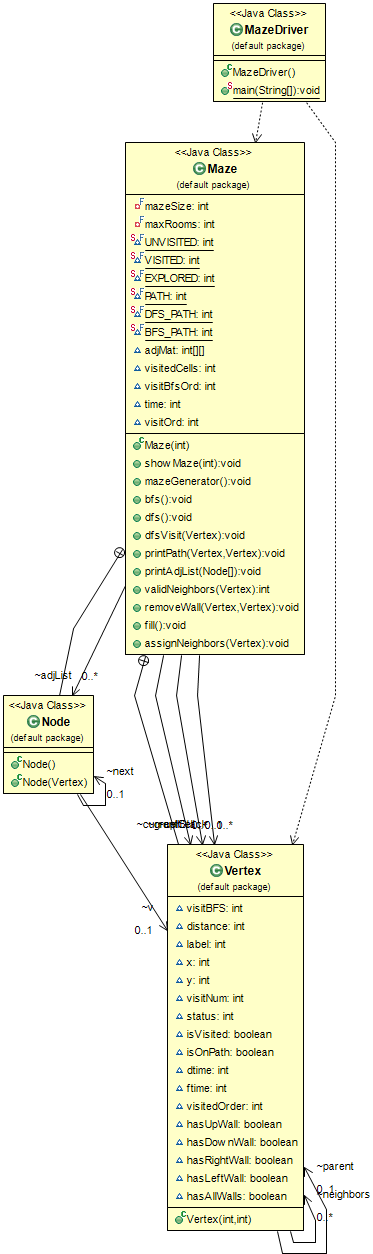 <<Java Class>>
MazeDriver
(default package)
MazeDriver()
main(String[]):void
<<Java Class>>
Maze
(default package)
mazeSize: int
maxRooms: int
UNVISITED: int
VISITED: int
EXPLORED: int
PATH: int
DFS_PATH: int
BFS_PATH: int
adjMat: int[][]
visitedCells: int
visitBfsOrd: int
time: int
visitOrd: int
Maze(int)
showMaze(int):void
mazeGenerator():void
bfs():void
dfs():void
dfsVisit(Vertex):void
printPath(Vertex,Vertex):void
printAdjList(Node[]):void
validNeighbors(Vertex):int
removeWall(Vertex,Vertex):void
fill():void
assignNeighbors(Vertex):void
~adjList
0..*
<<Java Class>>
Node
(default package)
Node()
Node(Vertex)
~next
0..1
0..*
~v
0..1
<<Java Class>>
Vertex
(default package)
visitBFS: int
distance: int
label: int
x: int
y: int
visitNum: int
status: int
isVisited: boolean
isOnPath: boolean
dtime: int
ftime: int
visitedOrder: int
hasUpWall: boolean
hasDownWall: boolean
hasRightWall: boolean
hasLeftWall: boolean
hasAllWalls: boolean
Vertex(int,int)
~parent
0..1
~neighbors
0..*